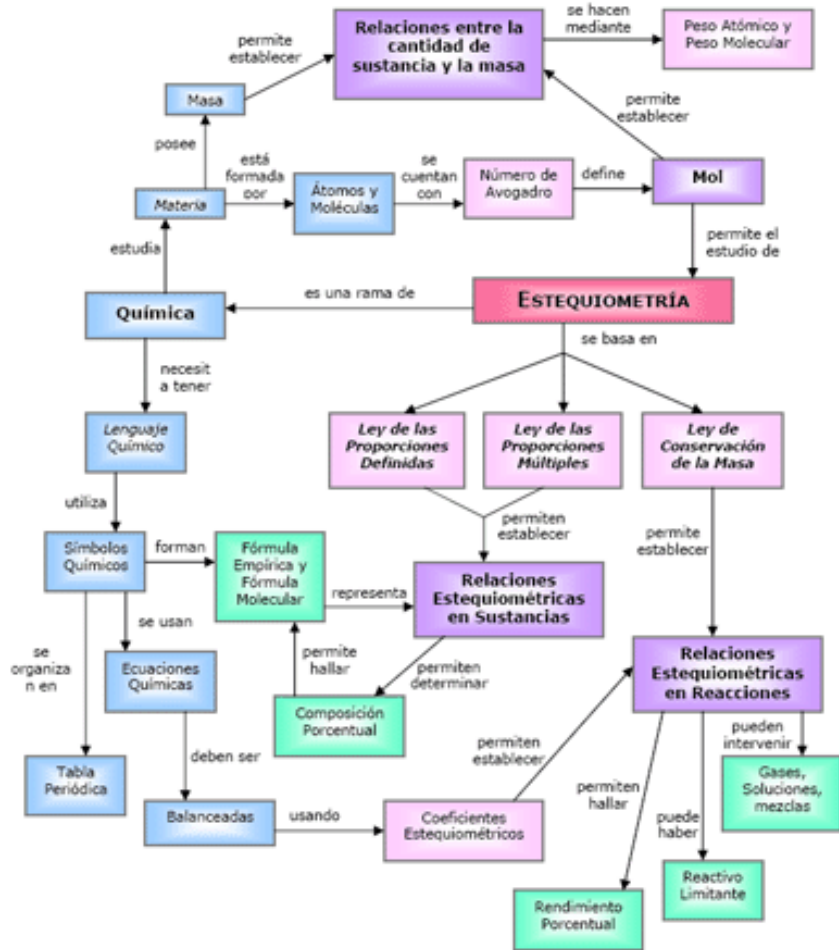 Relaciones entre la
cantidad de
sustancia y la masa
se hacen
mediante
Peso Atómico y
Peso Molecular
permite
establecer
Masa
permite
establecer
posee
está
formada
oor
Átomos y
Moléculas
se
cuentan
con
Número de
Avogadro
define
Mol
Materia
estudia
permite el
estudio de
Química
es una rama de
ESTEQUIOMETRÍA
se basa en
necesit
a tener
Lenguaje
Químico
Ley de las
Proporciones
Definidas
Ley de las
Proporciones
Múltiples
Ley de
Conservación
de la Masa
utiliza
permiten
establecer
permite
establecer
Símbolos
Químicos
forman
Fórmula
Empírica y
Fórmula
Molecular
representa
Relaciones
Estequiométricas
en Sustancias
se usan
se
organiza
n en
Ecuaciones
Químicas
permite
hallar
permiten
determinar
Relaciones
Estequiométricas
en Reacciones
Composición
Porcentual
deben ser
permiten
establecer
pueden
intervenir
Tabla
Periódica
Gases,
Soluciones,
mezclas
permiten
hallar
puede
haber
Balanceadas
usando
Coeficientes
Estequiométricos
Reactivo
Limitante
Rendimiento
Porcentual